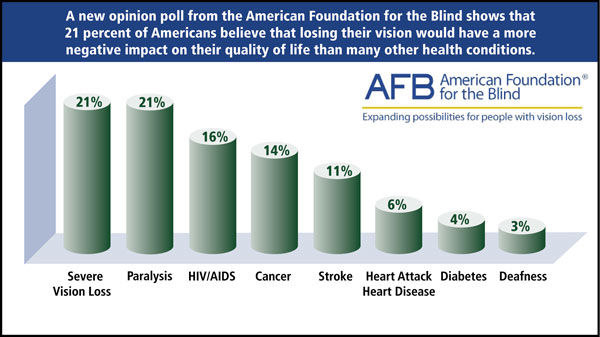 A new opinion poll from the American Foundation for the Blind shows that
21 percent of Americans believe that losing their vision would have a more
negative impact on their quality of life than many other health conditions.
AFB American Foundation®
for the Blind
Expanding possibilities for people with vision loss
21% 21% 16% 14% 11% 6% 4% 3%
Severe Paralysis HIV/AIDS Cancer Stroke Heart Attack Diabetes Deafness
Vision Loss Heart Disease